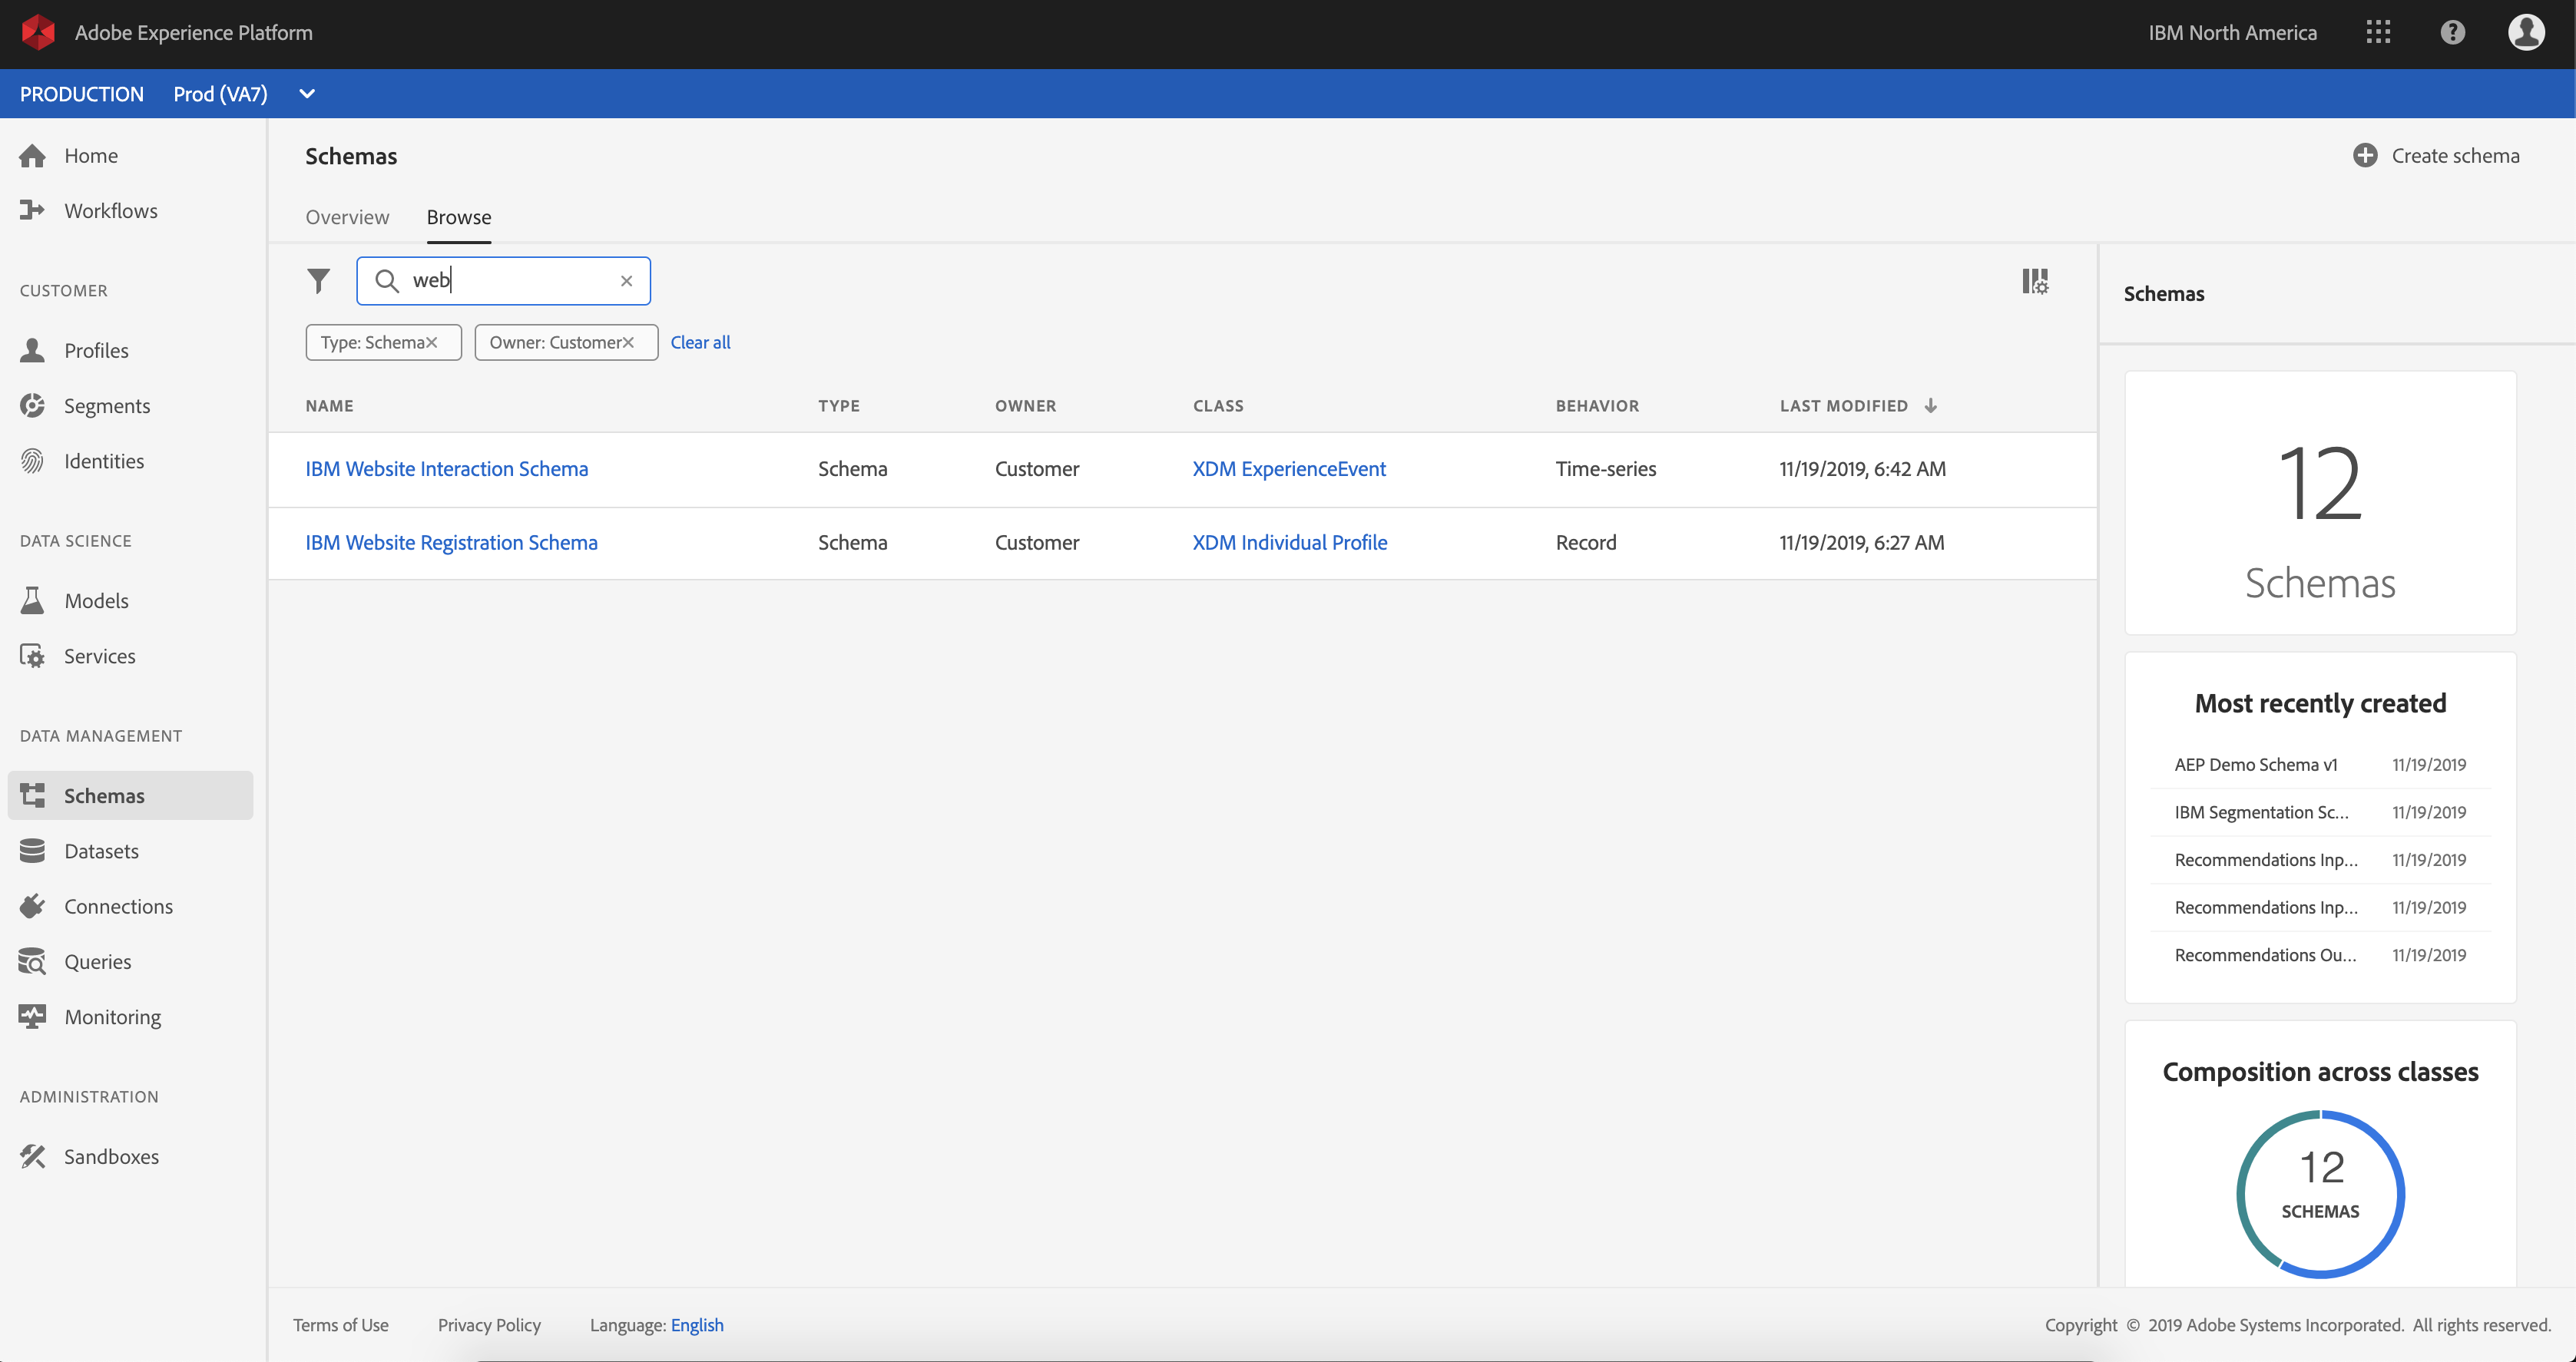 Adobe Experience Platform
IBM North America
PRODUCTION Prod (VA7)
Home
Workflows
CUSTOMER
Profiles
Segments
Identities
DATA SCIENCE
Models
Services
DATA MANAGEMENT
Schemas
Datasets
Connections
Queries
Monitoring
ADMINISTRATION
Sandboxes
Schemas
Create schema
Overview Browse
web
Type: Schema Owner: Customer Clear all
NAME TYPE OWNER CLASS BEHAVIOR LAST MODIFIED
IBM Website Interaction Schema Schema Customer XDM ExperienceEvent Time-series 11/19/2019, 6:42 AM
IBM Website Registration Schema Schema Customer XDM Individual Profile Record 11/19/2019, 6:27 AM
Schemas
12
Schemas
Most recently created
AEP Demo Schema v1 11/19/2019
IBM Segmentation Sc... 11/19/2019
Recommendations Inp... 11/19/2019
Recommendations Inp... 11/19/2019
Recommendations Ou... 11/19/2019
Composition across classes
12
SCHEMAS
Terms of Use Privacy Policy Language: English
Copyright © 2019 Adobe Systems Incorporated. All rights reserved.